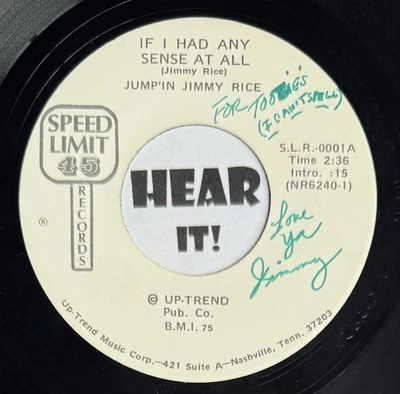 IF I HAD ANY
SENSE AT ALL
(Jimmy Rice)
JUMP'IN JIMMY RICE
FOR TOOTSIES
(I CAN'T SPELL)
SPEED
LIMIT
45
RECORDS
®
S.L.R.-0001A
Time 2:36
Intro. :15
(NR6240-1)
HEAR
IT!
Love
Ya
Jimmy
© UP-TREND
Pub. Co.
B.M.I. 75
Up-Trend Music Corp.—421 Suite A—Nashville, Tenn. 37203